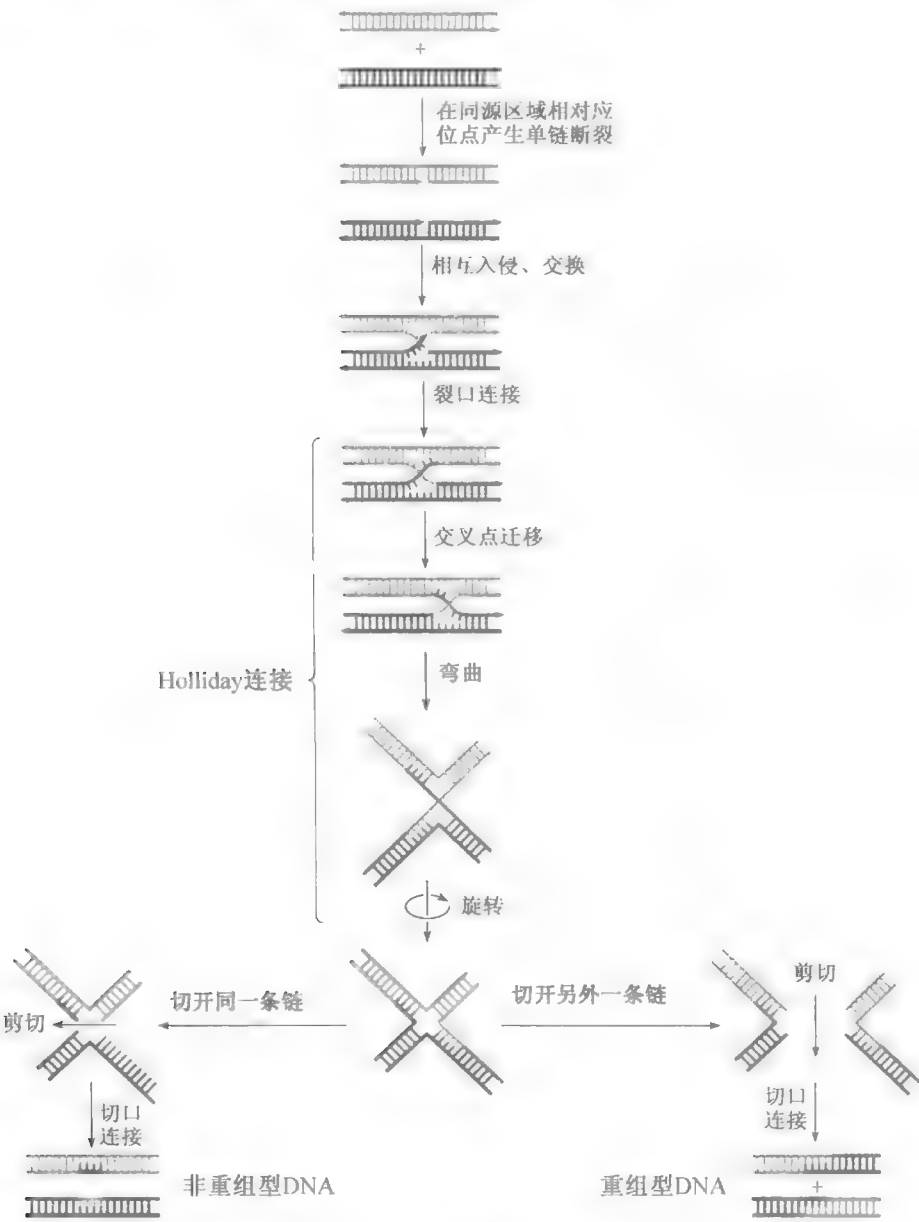 +
在同源区域相对应
位点产生单链断裂
相互入侵、交换
裂口连接
交叉点迁移
Holliday连接
弯曲
旋转
切开同一条链
切开另外一条链
剪切
剪切
切口
连接
切口
连接
非重组型DNA
重组型DNA
+